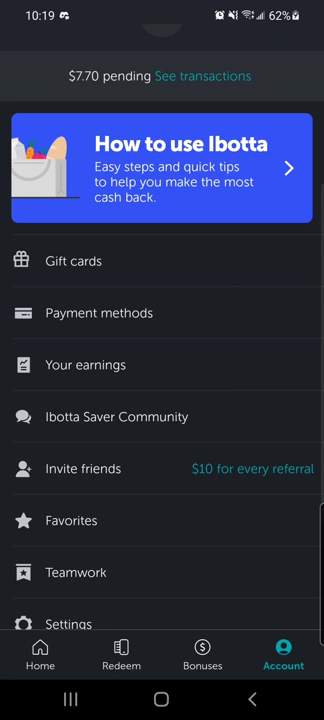 10:19
62%
$7.70 pending See transactions
How to use Ibotta
Easy steps and quick tips
to help you make the most
cash back.
Gift cards
Payment methods
Your earnings
Ibotta Saver Community
Invite friends $10 for every referral
Favorites
Teamwork
Settings
Home Redeem Bonuses Account